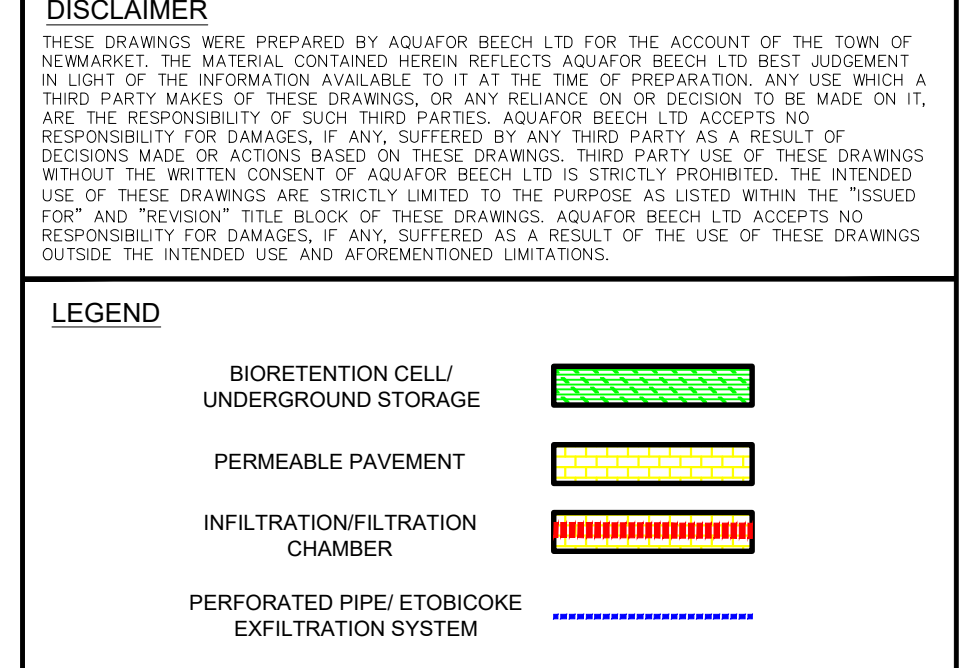 DISCLAIMER
THESE DRAWINGS WERE PREPARED BY AQUAFOR BEECH LTD FOR THE ACCOUNT OF THE TOWN OF
NEWMARKET. THE MATERIAL CONTAINED HEREIN REFLECTS AQUAFOR BEECH LTD BEST JUDGEMENT
IN LIGHT OF THE INFORMATION AVAILABLE TO IT AT THE TIME OF PREPARATION. ANY USE WHICH A
THIRD PARTY MAKES OF THESE DRAWINGS, OR ANY RELIANCE ON OR DECISION TO BE MADE ON IT,
ARE THE RESPONSIBILITY OF SUCH THIRD PARTIES. AQUAFOR BEECH LTD ACCEPTS NO
RESPONSIBILITY FOR DAMAGES, IF ANY, SUFFERED BY ANY THIRD PARTY AS A RESULT OF
DECISIONS MADE OR ACTIONS BASED ON THESE DRAWINGS. THIRD PARTY USE OF THESE DRAWINGS
WITHOUT THE WRITTEN CONSENT OF AQUAFOR BEECH LTD IS STRICTLY PROHIBITED. THE INTENDED
USE OF THESE DRAWINGS ARE STRICTLY LIMITED TO THE PURPOSE AS LISTED WITHIN THE "ISSUED
FOR" AND "REVISION" TITLE BLOCK OF THESE DRAWINGS. AQUAFOR BEECH LTD ACCEPTS NO
RESPONSIBILITY FOR DAMAGES, IF ANY, SUFFERED AS A RESULT OF THE USE OF THESE DRAWINGS
OUTSIDE THE INTENDED USE AND AFOREMENTIONED LIMITATIONS.
LEGEND
BIORETENTION CELL/
UNDERGROUND STORAGE
PERMEABLE PAVEMENT
INFILTRATION/FILTRATION
CHAMBER
PERFORATED PIPE/ ETOBICOKE
EXFILTRATION SYSTEM